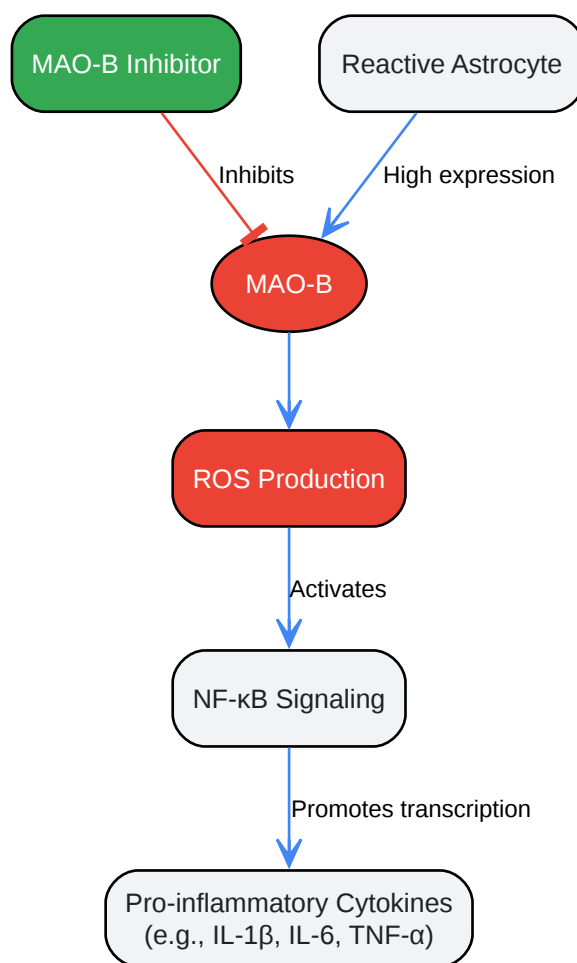 MAO-B Inhibitor
Reactive Astrocyte
Inhibits
High expression
MAO-B
ROS Production
Activates
NF-κB Signaling
Promotes transcription
Pro-inflammatory Cytokines
(e.g., IL-1β, IL-6, TNF-α)